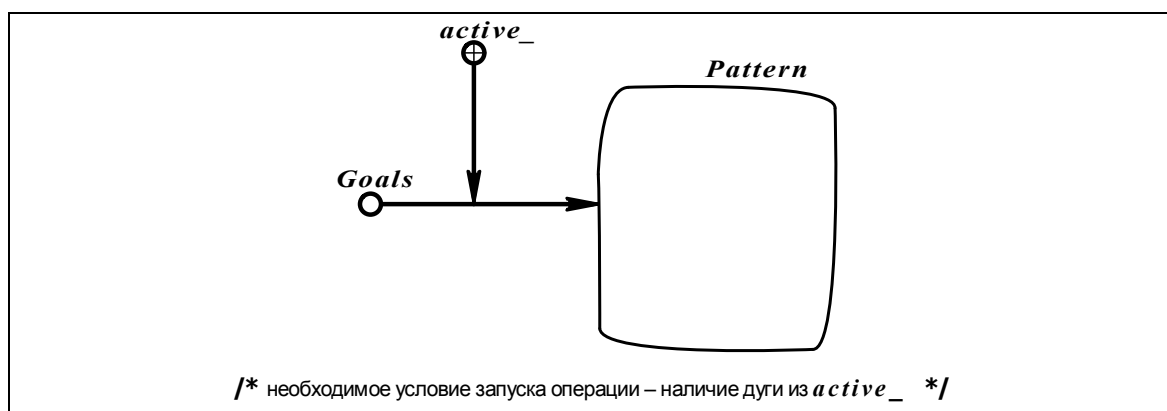 active_
Pattern
Goals
/* необходимое условие запуска операции – наличие дуги из active_ */